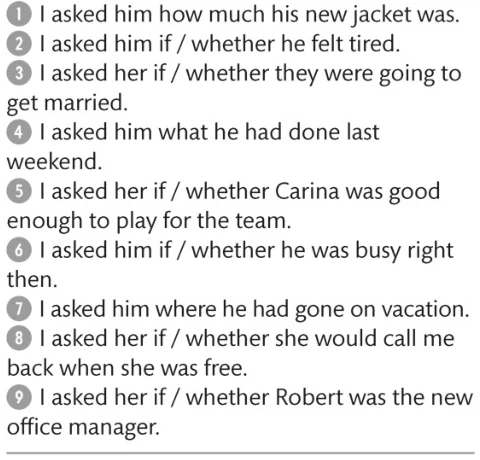 1 I asked him how much his new jacket was.
2 I asked him if / whether he felt tired.
3 I asked her if / whether they were going to
get married.
4 I asked him what he had done last
weekend.
5 I asked her if / whether Carina was good
enough to play for the team.
6 I asked him if / whether he was busy right
then.
7 I asked him where he had gone on vacation.
8 I asked her if / whether she would call me
back when she was free.
9 I asked her if / whether Robert was the new
office manager.